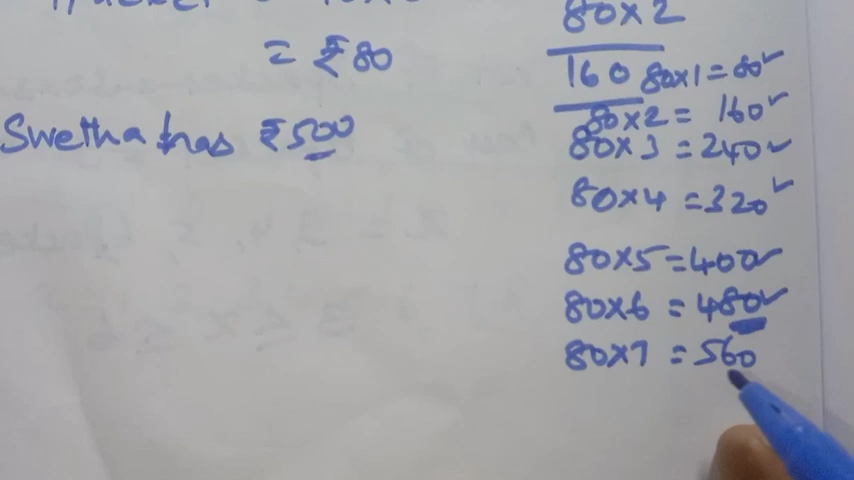 = ₹80
Swetha has ₹500
80x2
160
80x1 = 80✓
80x2 = 160✓
80x3 = 240✓
80x4 = 320✓
80x5 = 400✓
80x6 = 480✓
80x7 = 560